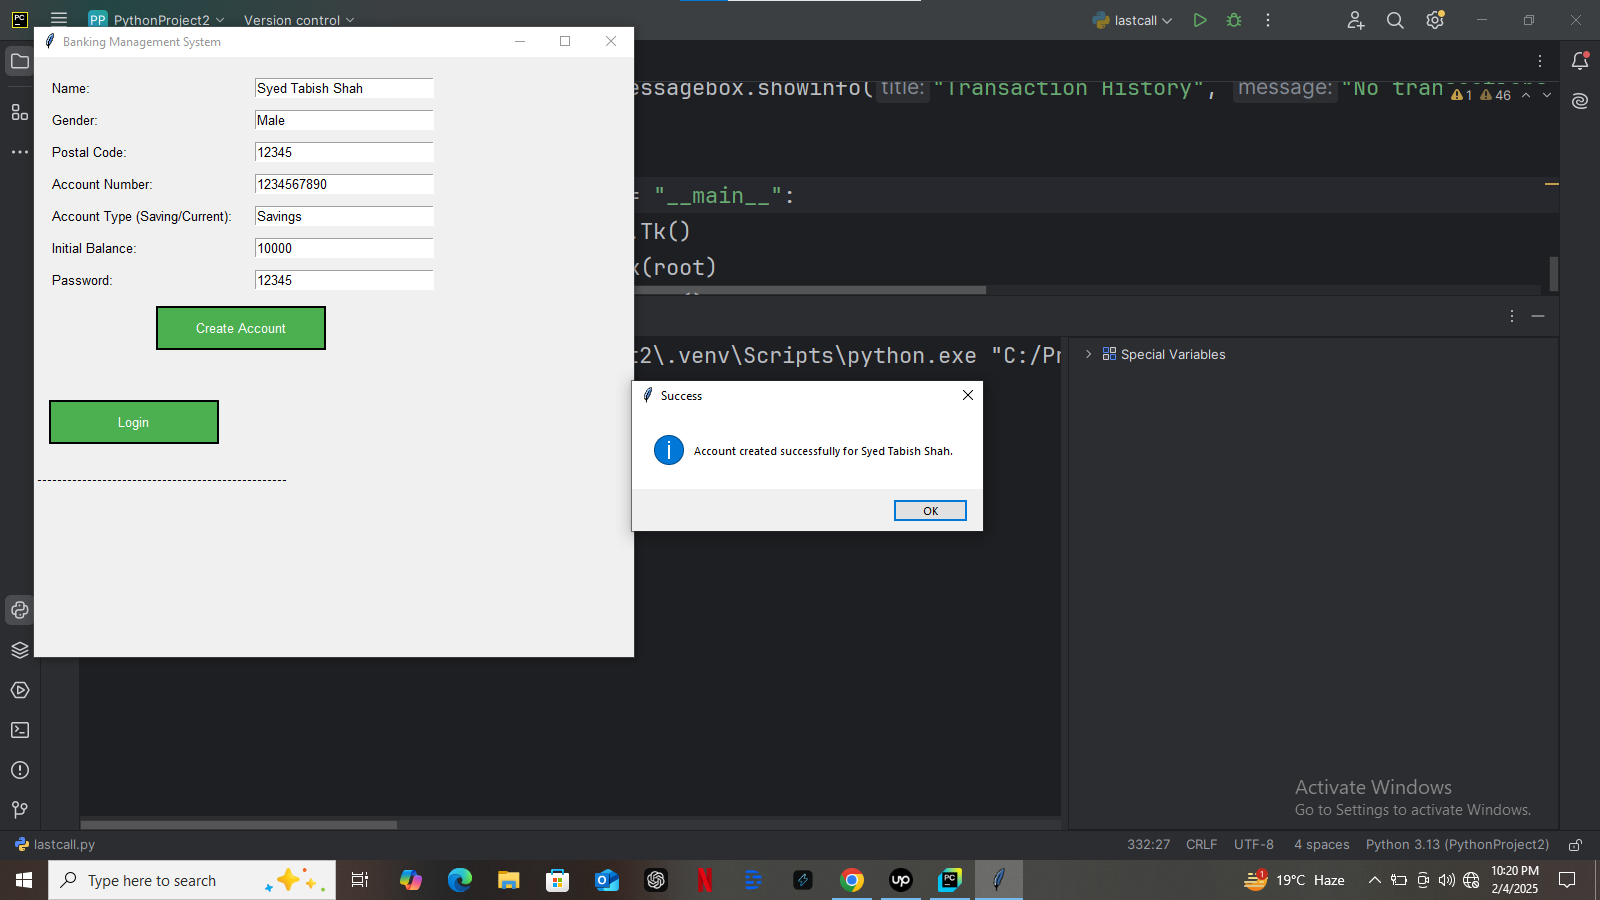 PC
PP PythonProject2 Version control
lastcall
Banking Management System
Name: Syed Tabish Shah
Gender: Male
Postal Code: 12345
Account Number: 1234567890
Account Type (Saving/Current): Savings
Initial Balance: 10000
Password: 12345
Create Account
Login
--------------------------------------------------
essagebox.showinfo( title: "Transaction History", message: "No tran
1 46
= "__main__":
.Tk()
(root)
t2\.venv\Scripts\python.exe "C:/Pr
Special Variables
Success
Account created successfully for Syed Tabish Shah.
OK
Activate Windows
Go to Settings to activate Windows.
lastcall.py
332:27 CRLF UTF-8 4 spaces Python 3.13 (PythonProject2)
Type here to search
up
PC
1
19°C Haze
10:20 PM
2/4/2025